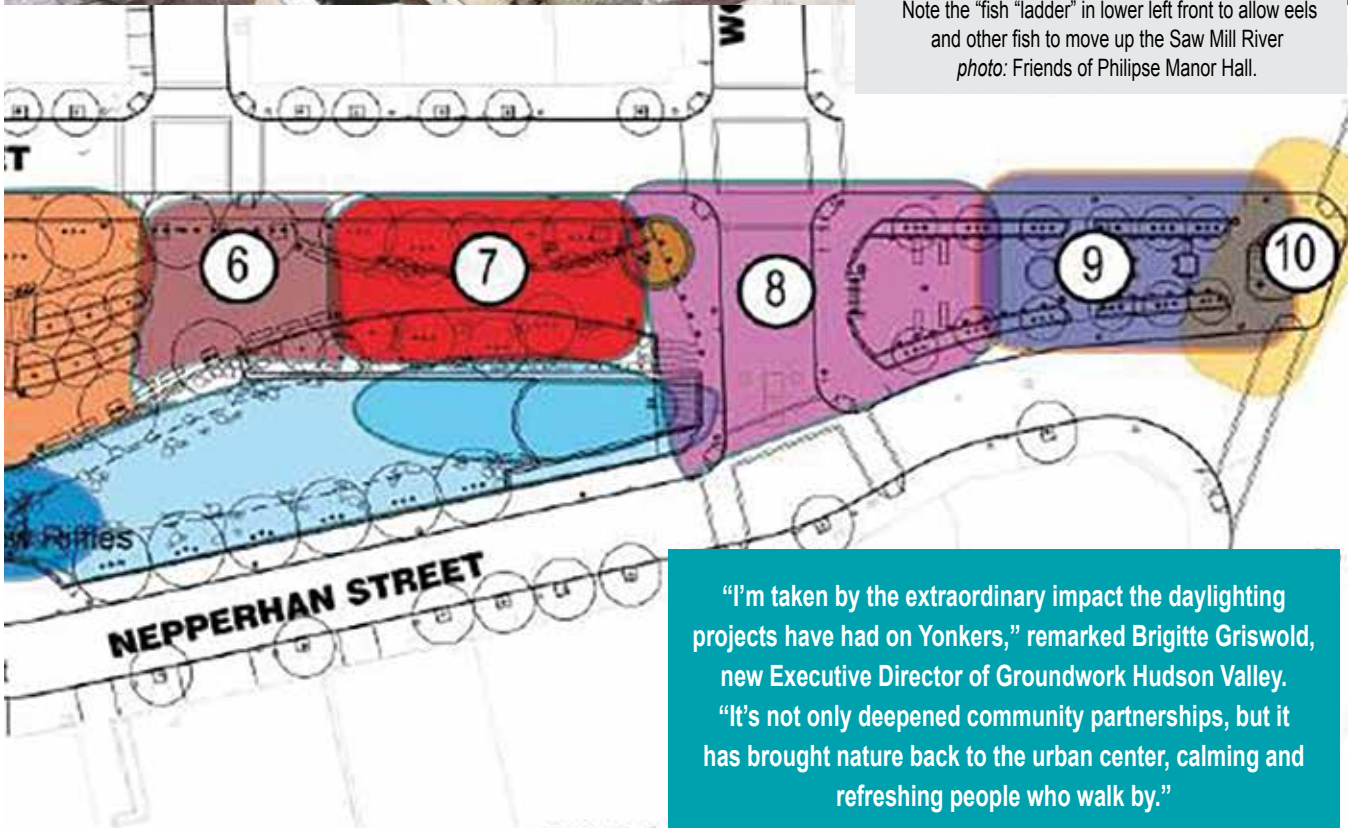 Note the “fish “ladder” in lower left front to allow eels
and other fish to move up the Saw Mill River
photo: Friends of Philipse Manor Hall.
6
7
8
9
10
NEPPERHAN STREET
“I’m taken by the extraordinary impact the daylighting
projects have had on Yonkers,” remarked Brigitte Griswold,
new Executive Director of Groundwork Hudson Valley.
“It’s not only deepened community partnerships, but it
has brought nature back to the urban center, calming and
refreshing people who walk by.”